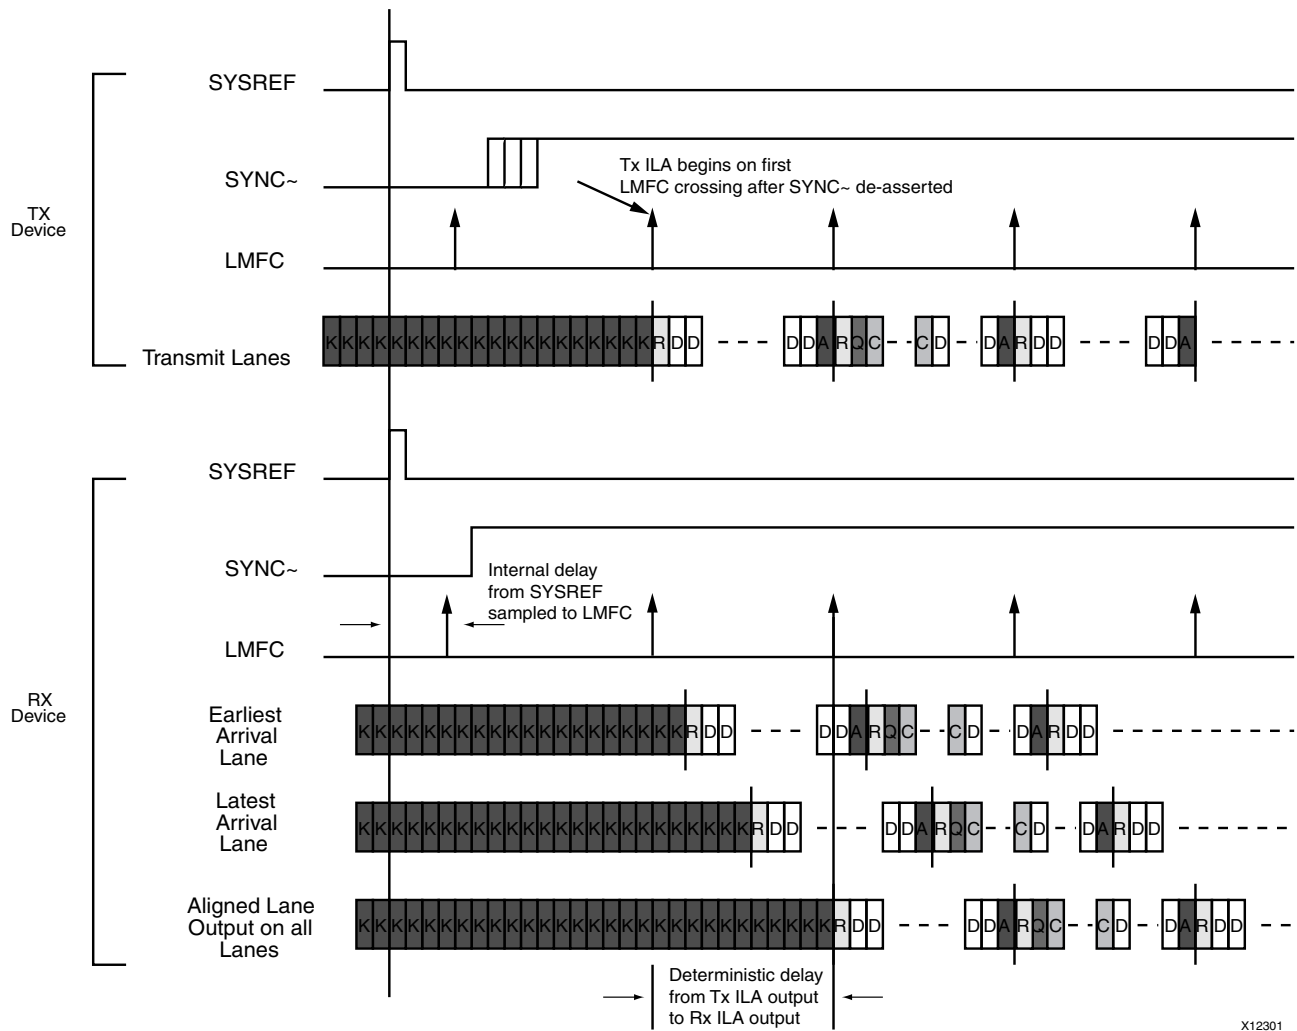 SYSREF
SYNC~
Tx ILA begins on first
LMFC crossing after SYNC~ de-asserted
TX
Device
LMFC
Transmit Lanes
KKKKKKKKKKKKKKKKKKKKRDD DDARQC CD DARDD DDA
SYSREF
SYNC~
Internal delay
from SYSREF
sampled to LMFC
LMFC
RX
Device
Earliest
Arrival
Lane
KKKKKKKKKKKKKKKKKKKKRDD DDARQC CD DARDD
Latest
Arrival
Lane
KKKKKKKKKKKKKKKKKKKKKKKKRDD DDARQC CD DARDD
Aligned Lane
Output on all
Lanes
KKKKKKKKKKKKKKKKKKKKKKKKKKKKKRDD DDARQC CD DARDD
Deterministic delay
from Tx ILA output
to Rx ILA output
X12301